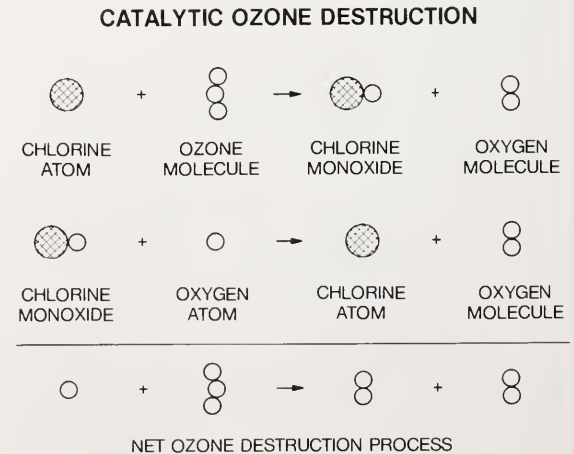 CATALYTIC OZONE DESTRUCTION
+ +
CHLORINE ATOM OZONE MOLECULE CHLORINE MONOXIDE OXYGEN MOLECULE
+ +
CHLORINE MONOXIDE OXYGEN ATOM CHLORINE ATOM OXYGEN MOLECULE
+ +
NET OZONE DESTRUCTION PROCESS